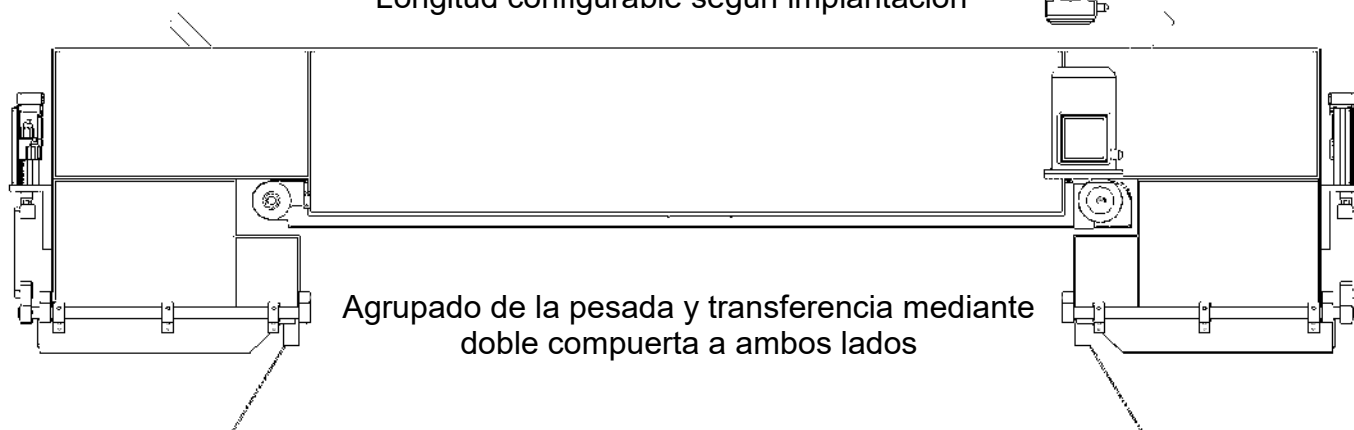 Longitud configurable según implantación
Agrupado de la pesada y transferencia mediante
doble compuerta a ambos lados